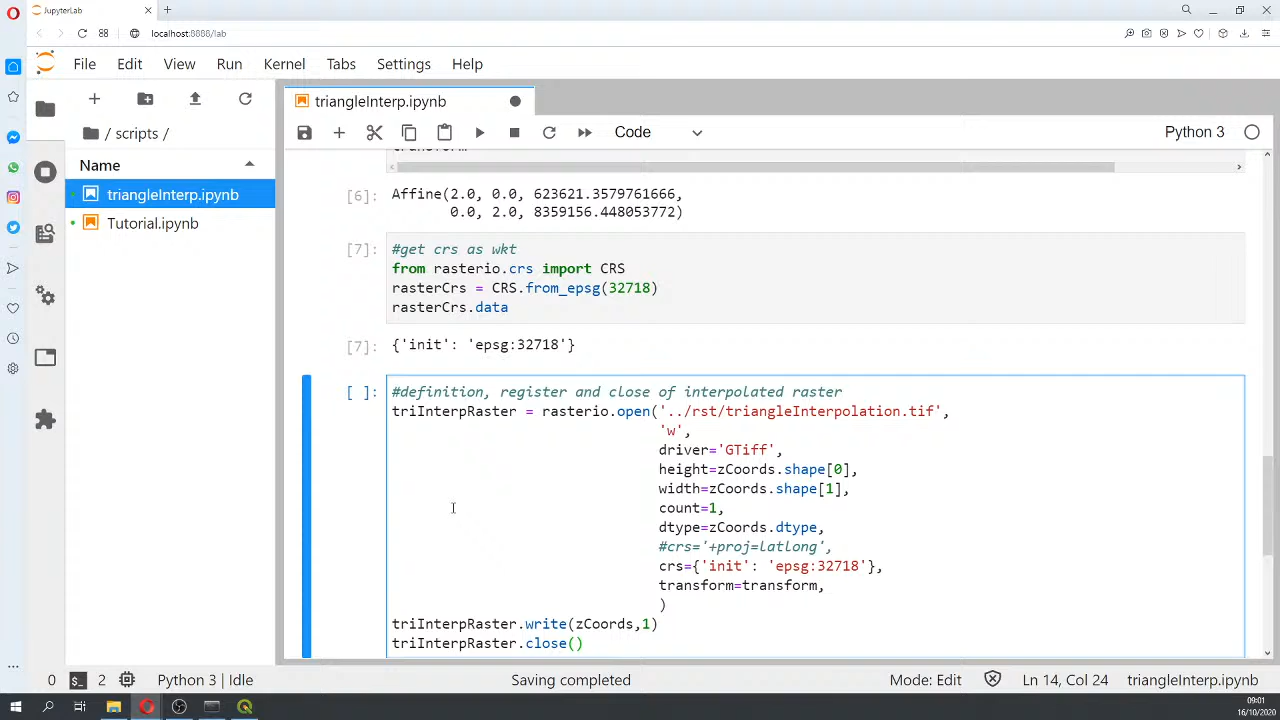 JupyterLab
localhost:8888/lab
File Edit View Run Kernel Tabs Settings Help
triangleInterp.ipynb
/ scripts /
Code
Python 3
Name
triangleInterp.ipynb
Tutorial.ipynb
[6]: Affine(2.0, 0.0, 623621.3579761666,
0.0, 2.0, 8359156.448053772)
[7]: #get crs as wkt
from rasterio.crs import CRS
rasterCrs = CRS.from_epsg(32718)
rasterCrs.data
[7]: {'init': 'epsg:32718'}
[ ]: #definition, register and close of interpolated raster
triInterpRaster = rasterio.open('../rst/triangleInterpolation.tif',
'w',
driver='GTiff',
height=zCoords.shape[0],
width=zCoords.shape[1],
count=1,
dtype=zCoords.dtype,
#crs='+proj=latlong',
crs={'init': 'epsg:32718'},
transform=transform,
)
triInterpRaster.write(zCoords,1)
triInterpRaster.close()
0 2 Python 3 | Idle Saving completed Mode: Edit Ln 14, Col 24 triangleInterp.ipynb
09:01
16/10/2020